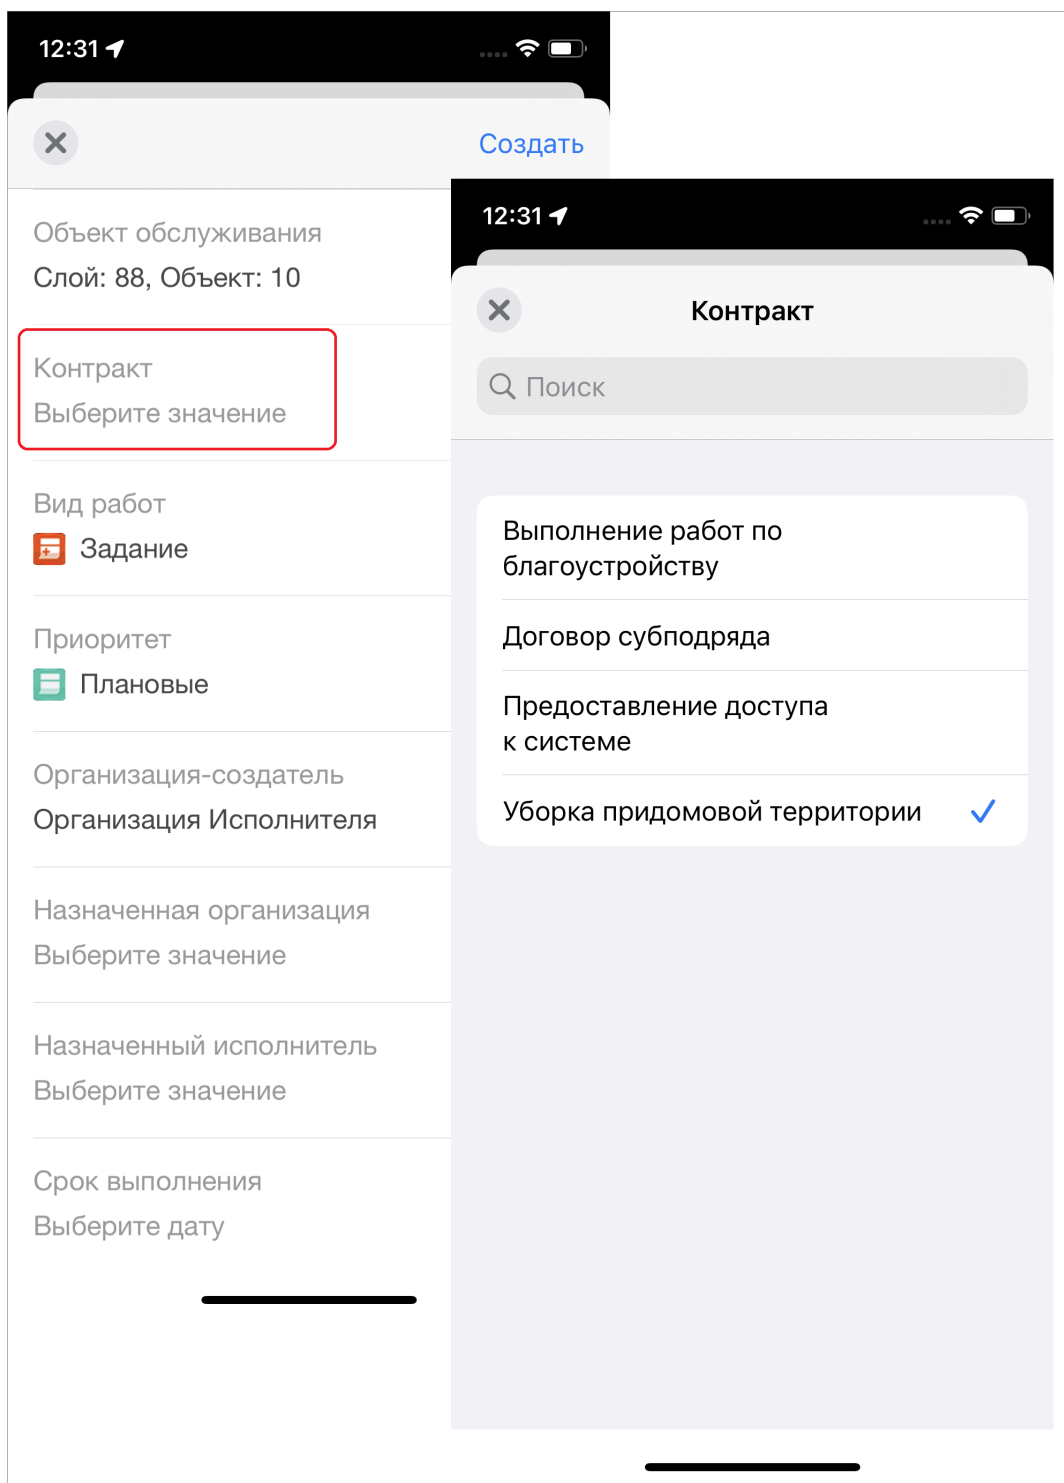 12:31
Создать
Объект обслуживания
Слой: 88, Объект: 10
Контракт
Выберите значение
Вид работ
Задание
Приоритет
Плановые
Организация-создатель
Организация Исполнителя
Назначенная организация
Выберите значение
Назначенный исполнитель
Выберите значение
Срок выполнения
Выберите дату
12:31
Контракт
Поиск
Выполнение работ по
благоустройству
Договор субподряда
Предоставление доступа
к системе
Уборка придомовой территории